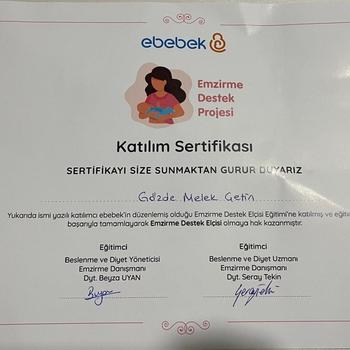 ebebek
Emzirme
Destek
Projesi
Katılım Sertifikası
SERTİFİKAYI SİZE SUNMAKTAN GURUR DUYARIZ
Gözde Melek Çetin
Yukarıda ismi yazılı katılımcı ebebek'in düzenlemiş olduğu Emzirme Destek Elçisi Eğitimi'ne katılmış ve eğitim
başarıyla tamamlayarak Emzirme Destek Elçisi olmaya hak kazanmıştır.
Eğitimci
Beslenme ve Diyet Yöneticisi
Emzirme Danışmanı
Dyt. Beyza UYAN
Eğitimci
Beslenme ve Diyet Uzmanı
Emzirme Danışmanı
Dyt. Seray Tekin